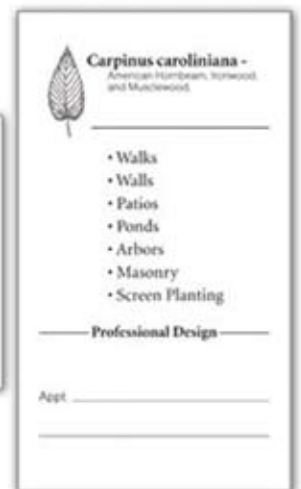 Carpinus caroliniana -
American Hornbeam, Ironwood,
and Musclewood.
• Walks
• Walls
• Patios
• Ponds
• Arbors
• Masonry
• Screen Planting
Professional Design
Appt